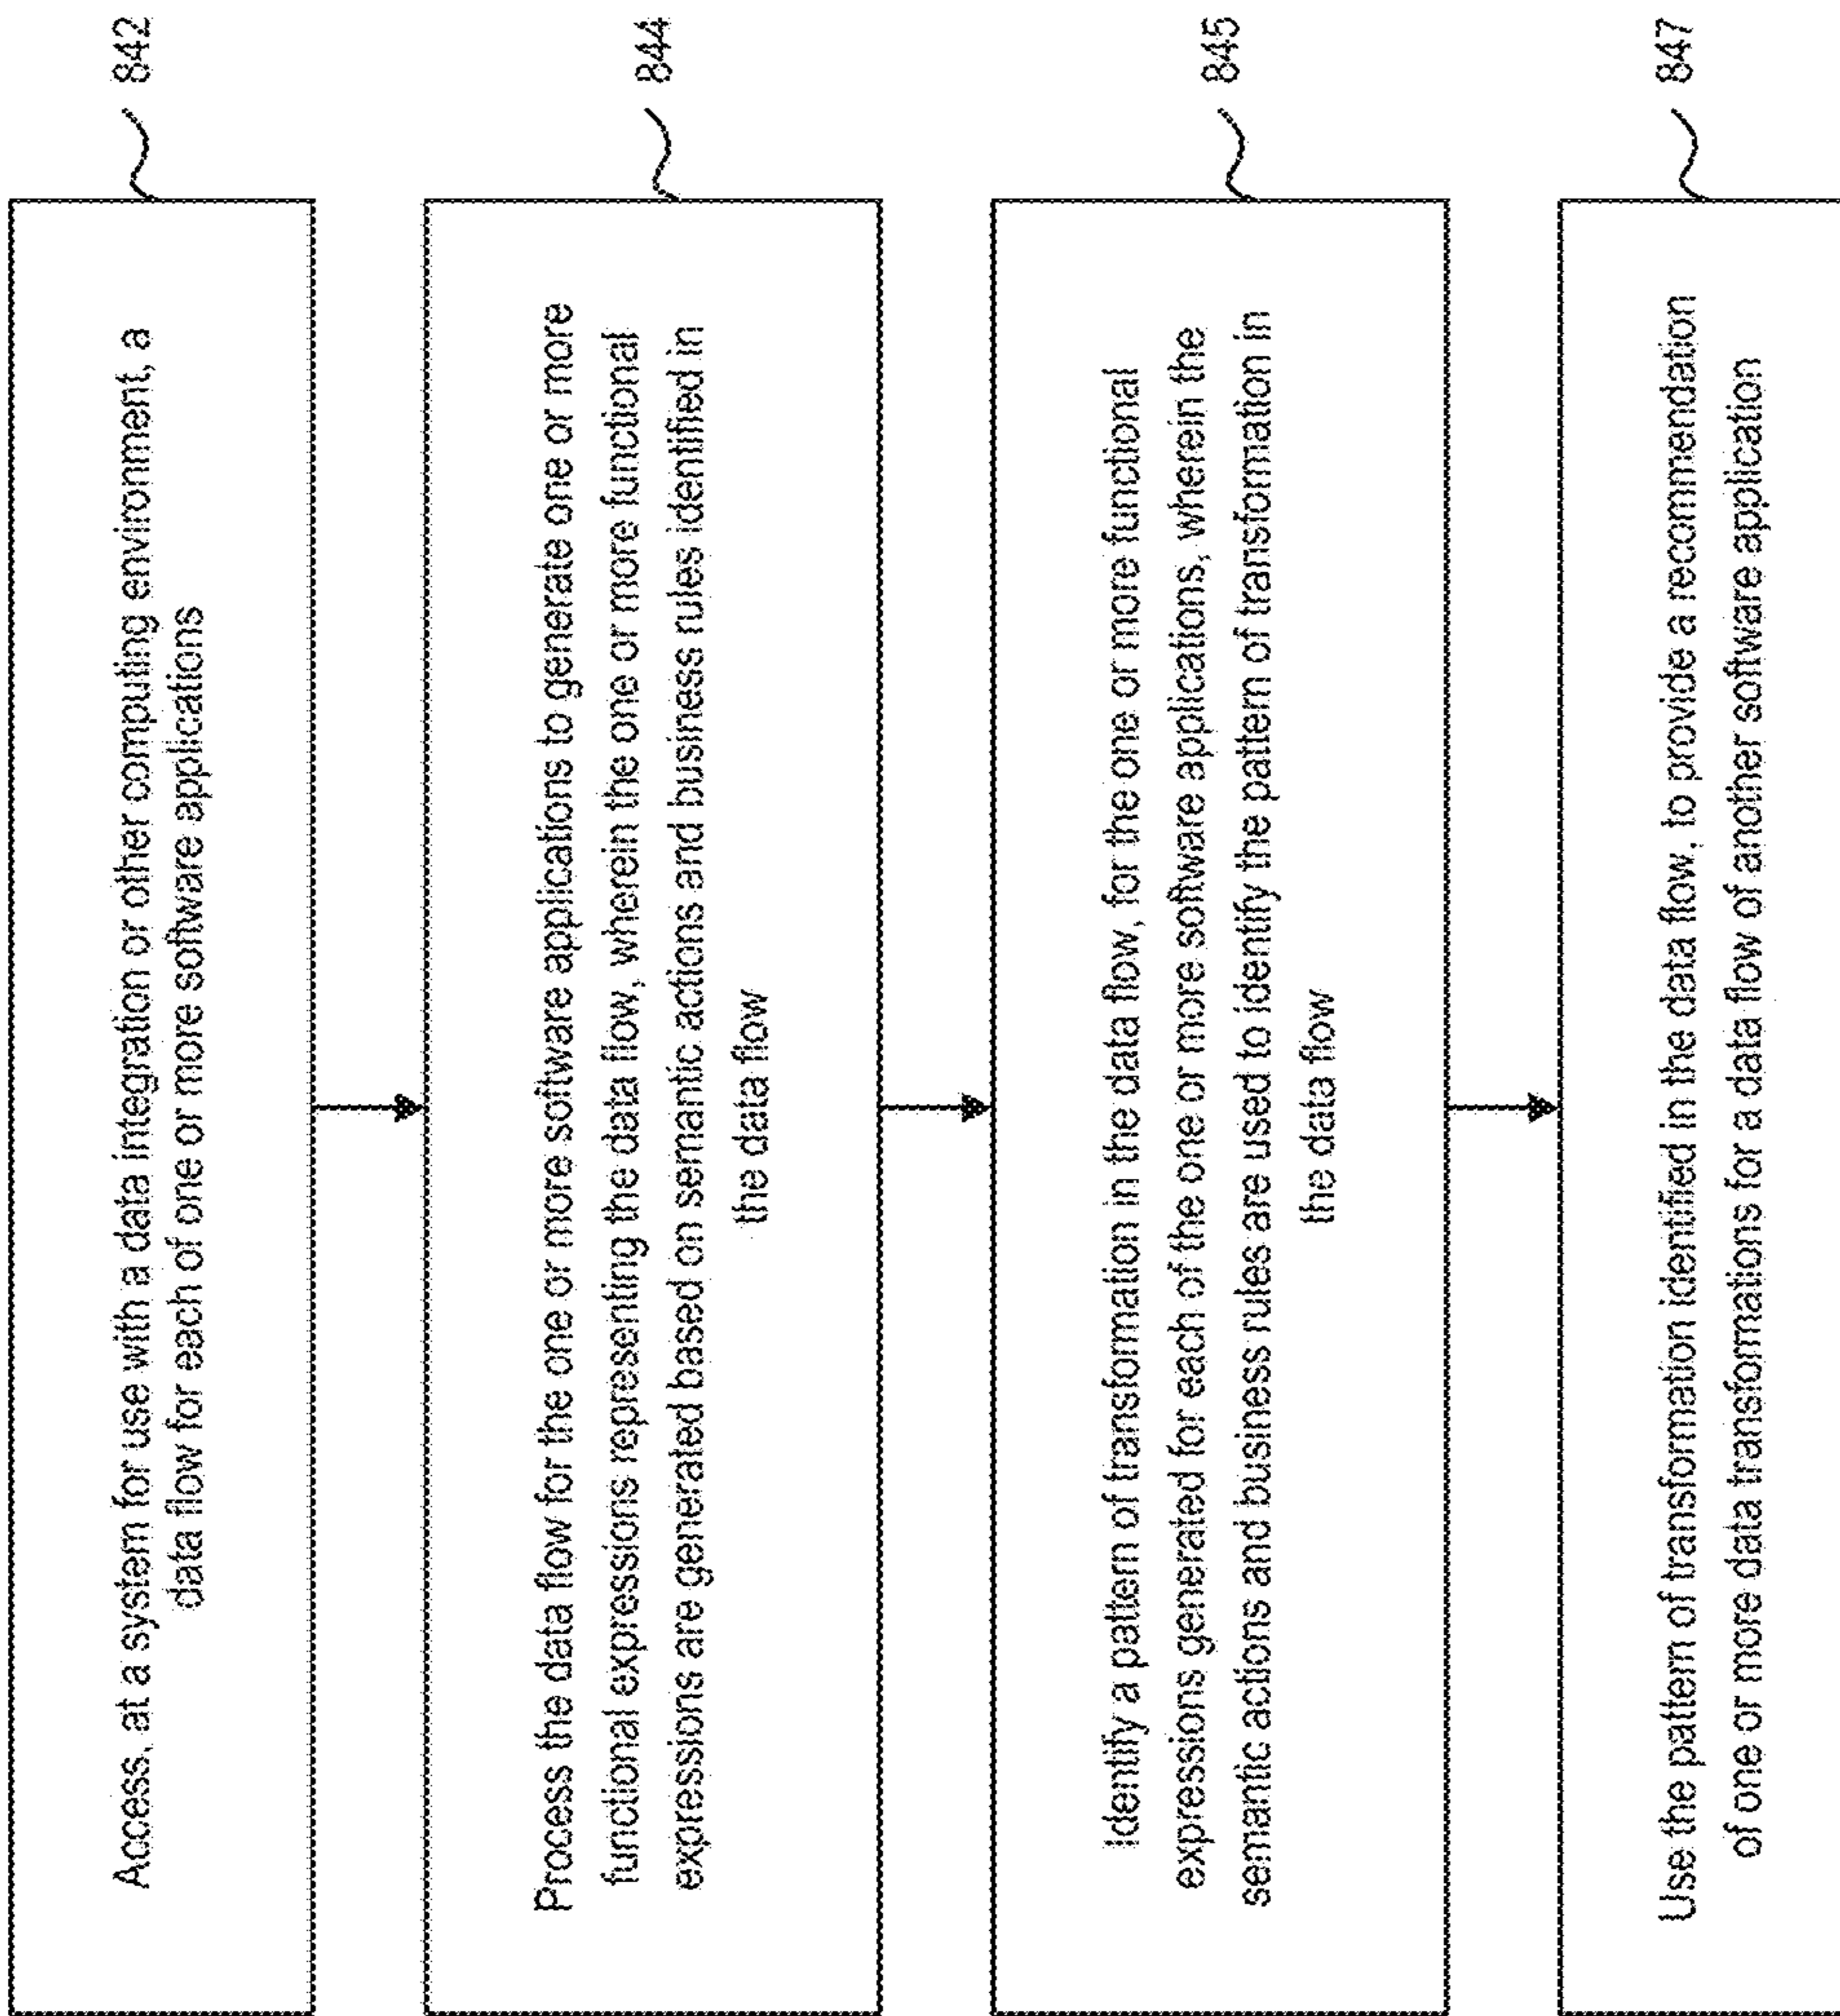 Access, at a system for use with a data integration or other computing environment, a
data flow for each of one or more software applications
842
Process the data flow for the one or more software applications to generate one or more
functional expressions representing the data flow, wherein the one or more functional
expressions are generated based on semantic actions and business rules identified in
the data flow
844
Identify a pattern of transformation in the data flow, for the one or more functional
expressions generated for each of the one or more software applications, wherein the
semantic actions and business rules are used to identify the pattern of transformation in
the data flow
845
Use the pattern of transformation identified in the data flow, to provide a recommendation
of one or more data transformations for a data flow of another software application
847